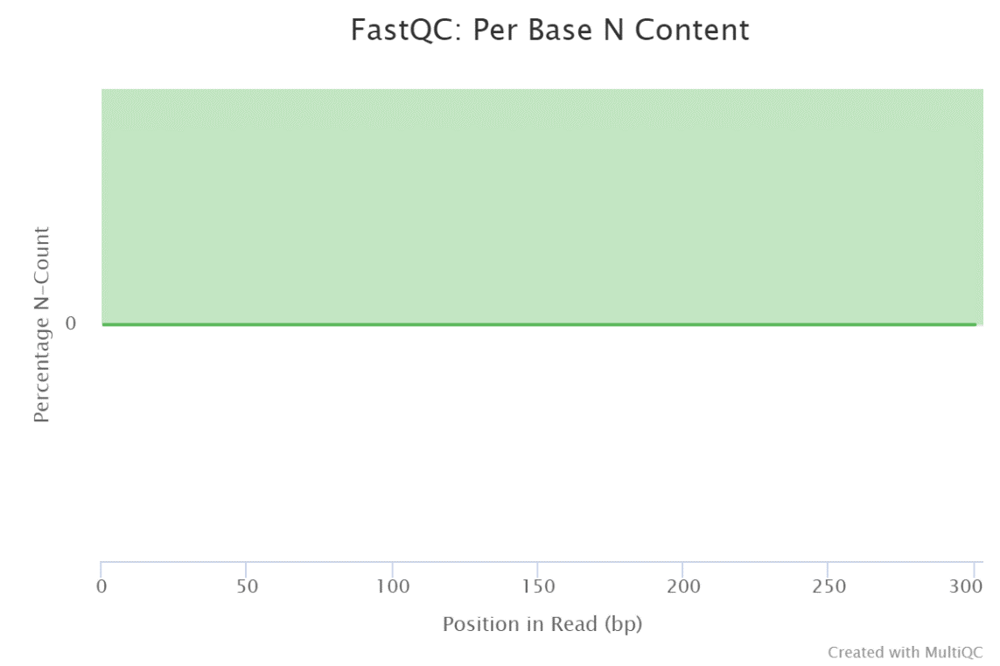 FastQC: Per Base N Content
Percentage N-Count
0
0 50 100 150 200 250 300
Position in Read (bp)
Created with MultiQC